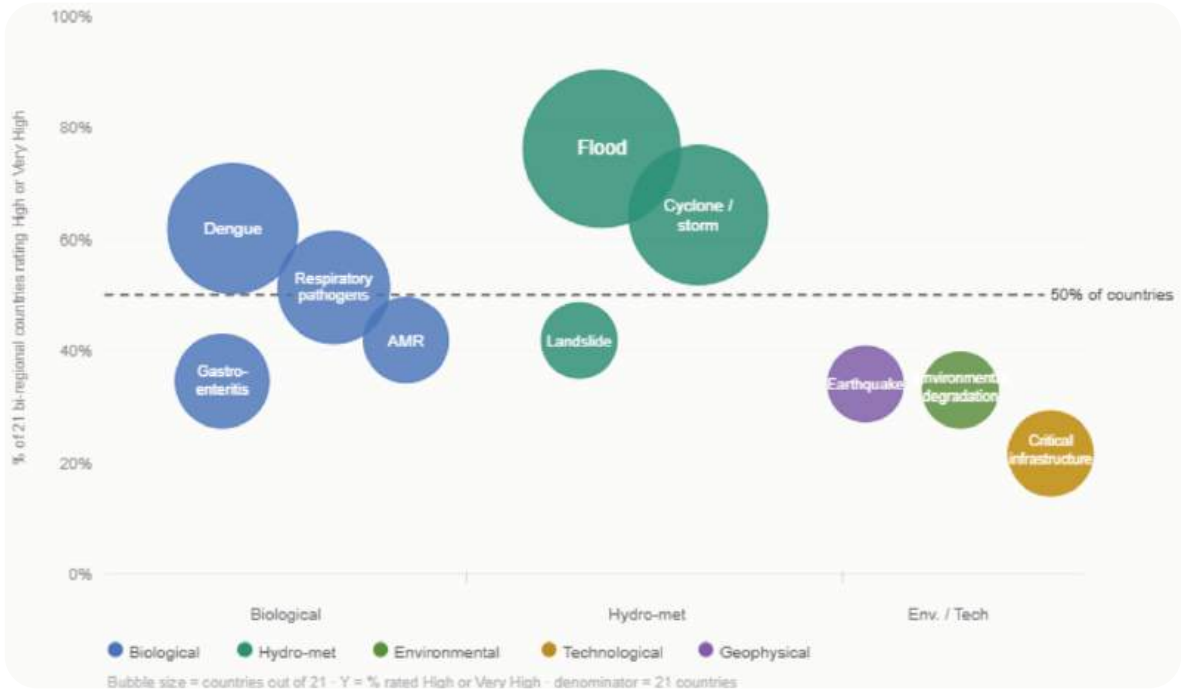 100%
80%
60%
40%
20%
0%
% of 21 bi-regional countries rating High or Very High
Flood
Cyclone /
storm
Dengue
Respiratory
pathogens
50% of countries
AMR
Landslide
Gastro-
enteritis
Earthquake
nvironment
degradation
Critical
infrastructure
Biological
Hydro-met
Env. / Tech
Biological
Hydro-met
Environmental
Technological
Geophysical
Bubble size = countries out of 21 · Y = % rated High or Very High · denominator = 21 countries